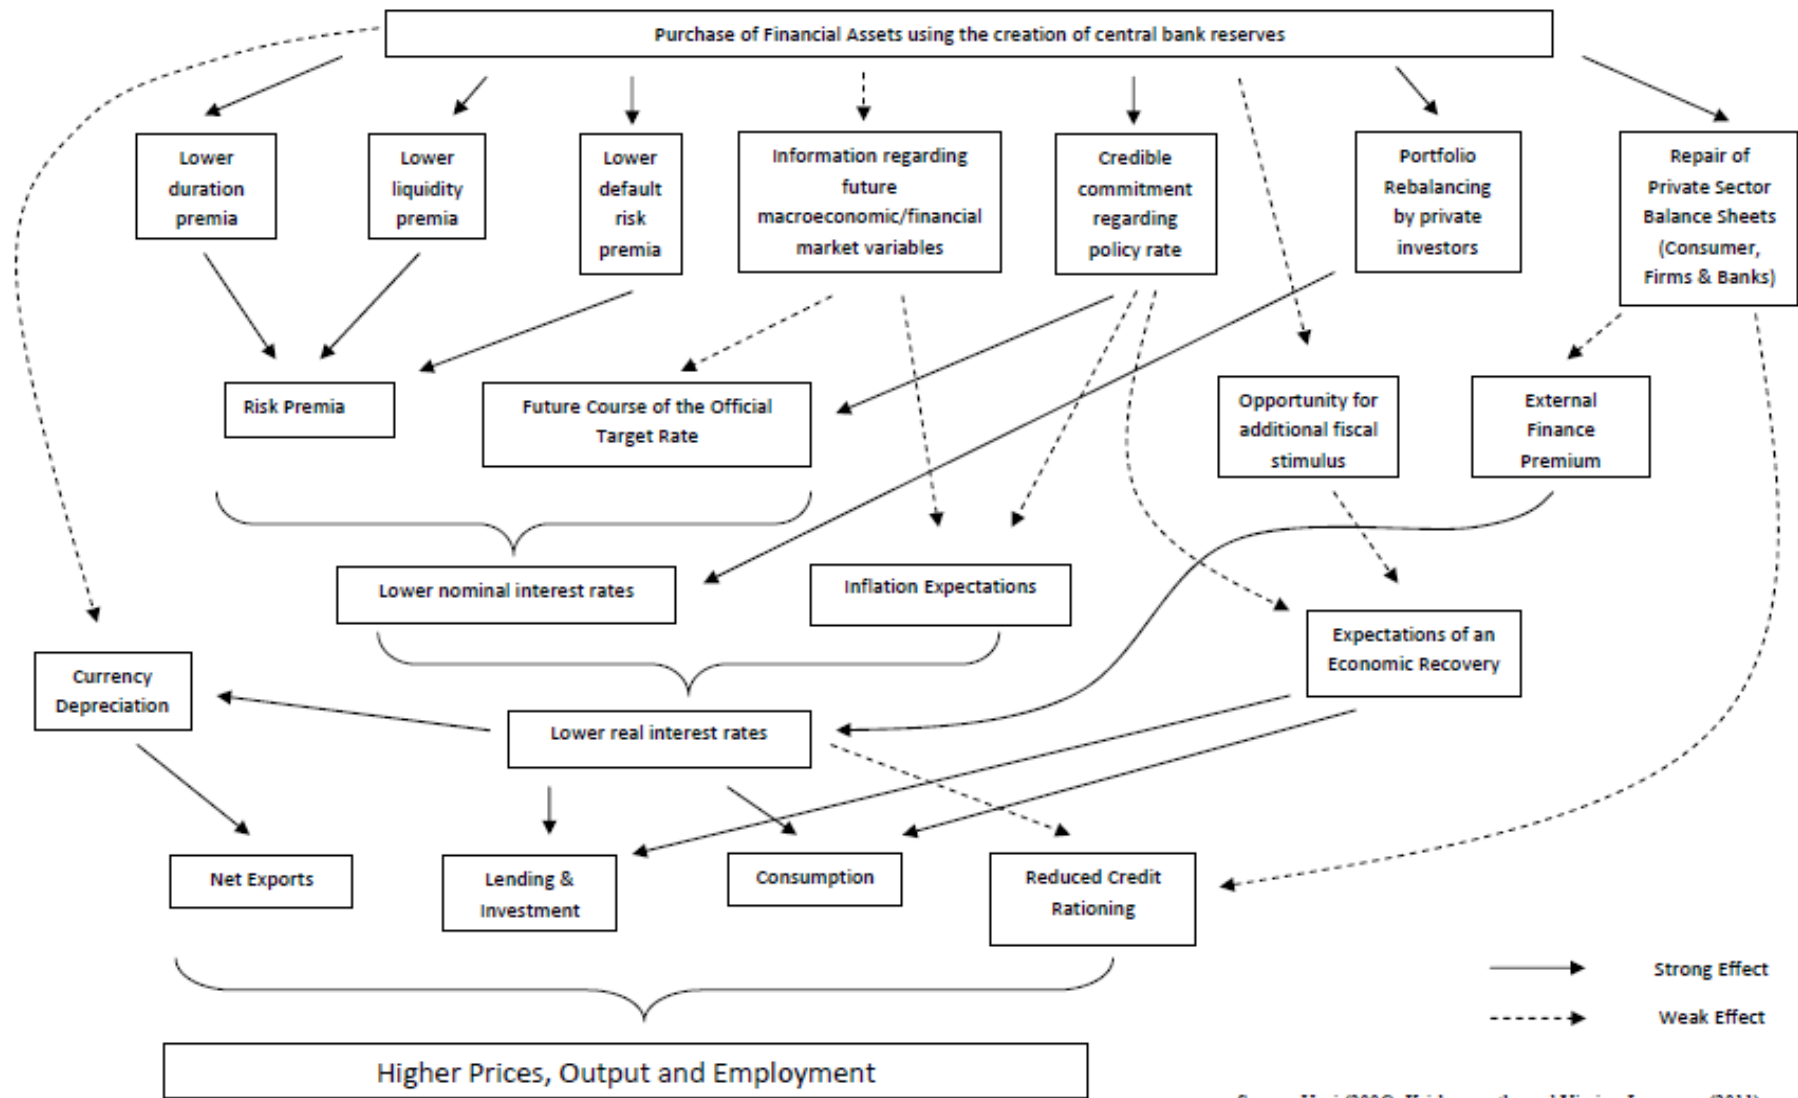 Purchase of Financial Assets using the creation of central bank reserves
Lower
duration
premia
Lower
liquidity
premia
Lower
default
risk
premia
Information regarding
future
macroeconomic/financial
market variables
Credible
commitment
regarding
policy rate
Portfolio
Rebalancing
by private
investors
Repair of
Private Sector
Balance Sheets
(Consumer,
Firms & Banks)
Risk Premia
Future Course of the Official
Target Rate
Opportunity for
additional fiscal
stimulus
External
Finance
Premium
Lower nominal interest rates
Inflation Expectations
Expectations of an
Economic Recovery
Currency
Depreciation
Lower real interest rates
Net Exports
Lending &
Investment
Consumption
Reduced Credit
Rationing
Strong Effect
Weak Effect
Higher Prices, Output and Employment